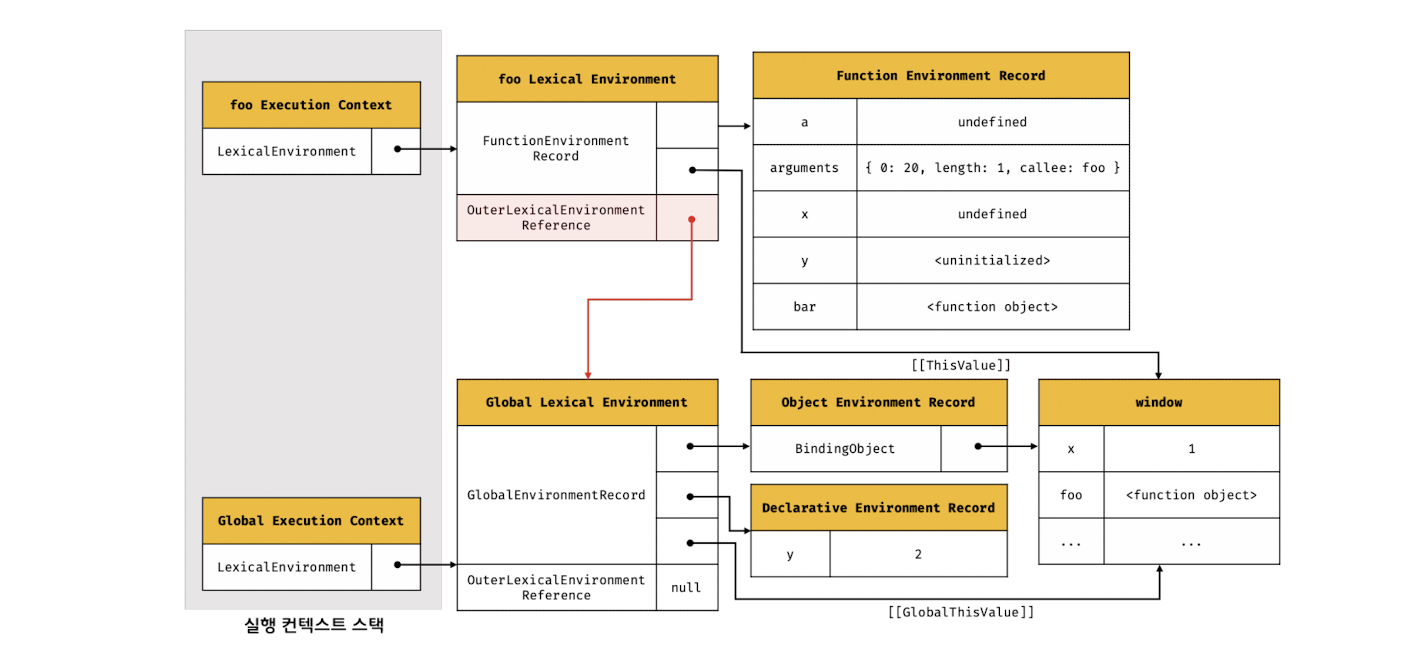 foo Execution Context
LexicalEnvironment
foo Lexical Environment
FunctionEnvironment
Record
OuterLexicalEnvironment
Reference
Function Environment Record
a undefined
arguments { 0: 20, length: 1, callee: foo }
x undefined
y <uninitialized>
bar <function object>
[[ThisValue]]
Global Lexical Environment
GlobalEnvironmentRecord
OuterLexicalEnvironment
Reference
null
Object Environment Record
BindingObject
Declarative Environment Record
y 2
window
x 1
foo <function object>
... ...
[[GlobalThisValue]]
Global Execution Context
LexicalEnvironment
실행 컨텍스트 스택